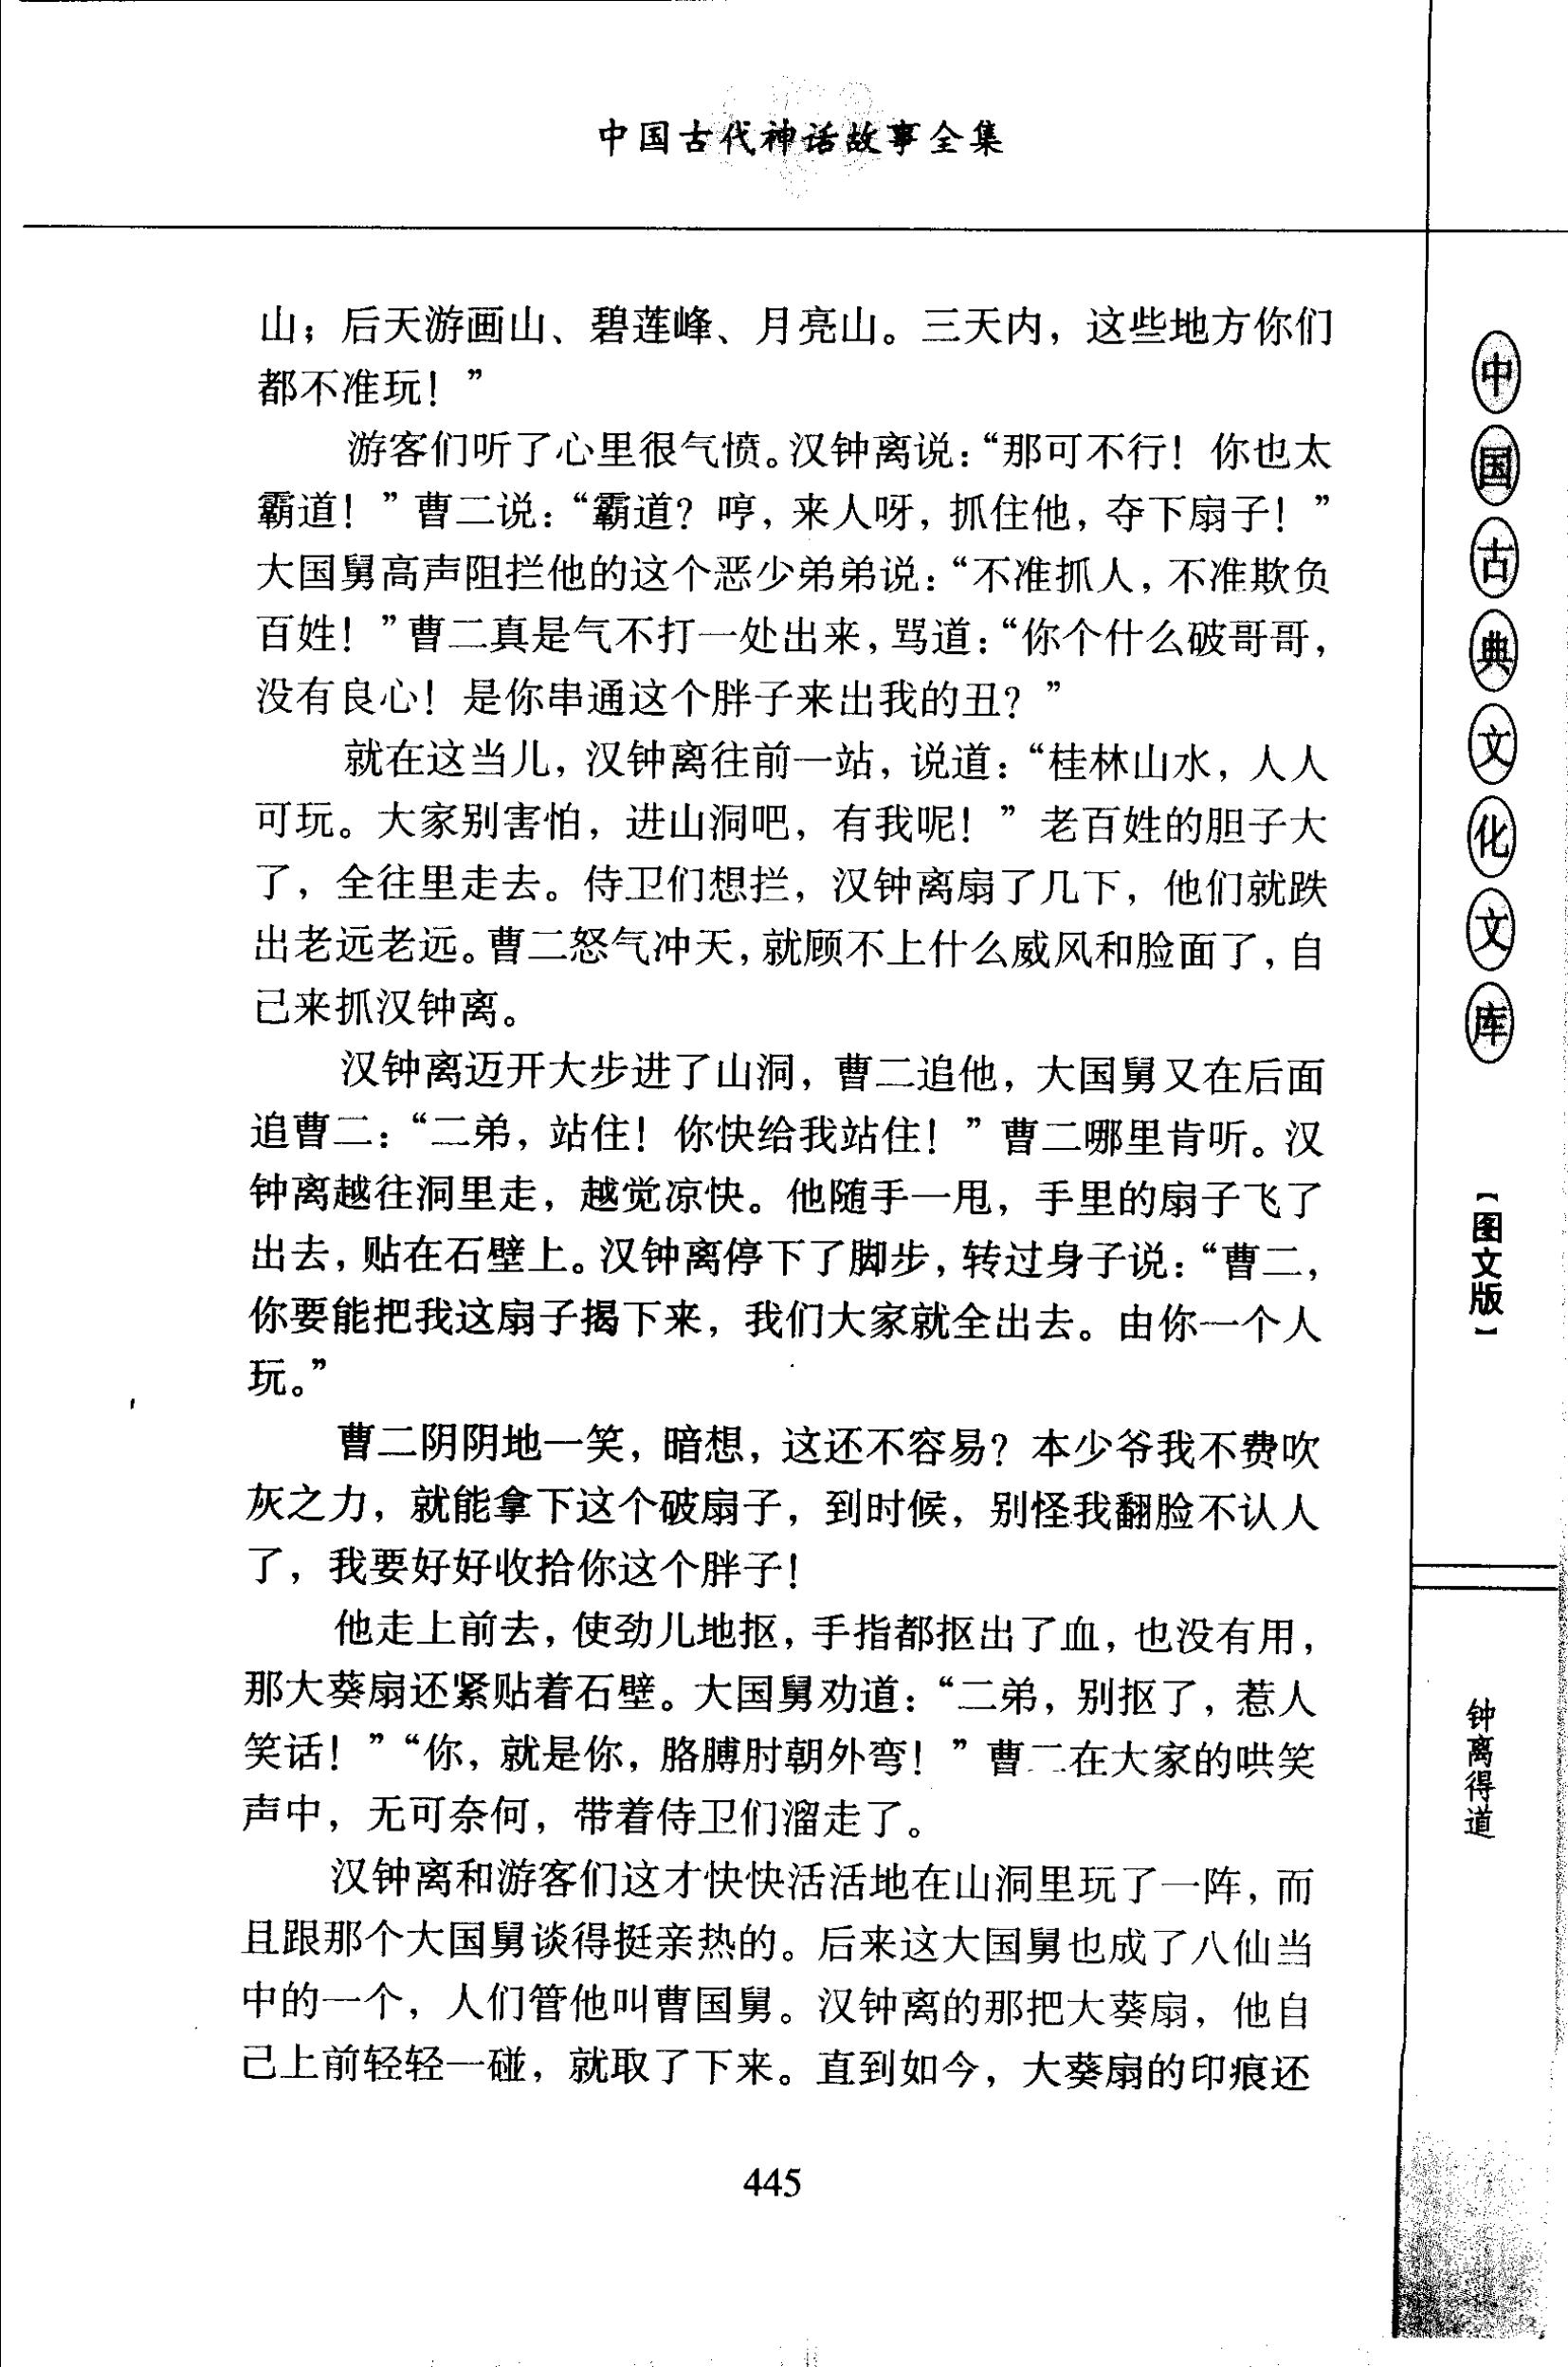 中国古代神话故事全集
山；后天游画山、碧莲峰、月亮山。三天内，这些地方你们
都不准玩！”
游客们听了心里很气愤。汉钟离说：“那可不行！你也太
霸道！”曹二说：“霸道？哼，来人呀，抓住他，夺下扇子！”
大国舅高声阻拦他的这个恶少弟弟说：“不准抓人，不准欺负
百姓！”曹二真是气不打一处出来，骂道：“你个什么破哥哥，
没有良心！是你串通这个胖子来出我的丑？”
就在这当儿，汉钟离往前一站，说道：“桂林山水，人人
可玩。大家别害怕，进山洞吧，有我呢！”老百姓的胆子大
了，全往里走去。侍卫们想拦，汉钟离扇了几下，他们就跌
出老远老远。曹二怒气冲天，就顾不上什么威风和脸面了，自
己来抓汉钟离。
汉钟离迈开大步进了山洞，曹二追他，大国舅又在后面
追曹二：“二弟，站住！你快给我站住！”曹二哪里肯听。汉
钟离越往洞里走，越觉凉快。他随手一甩，手里的扇子飞了
出去，贴在石壁上。汉钟离停下了脚步，转过身子说：“曹二，
你要能把我这扇子揭下来，我们大家就全出去。由你一个人
玩。”
曹二阴阴地一笑，暗想，这还不容易？本少爷我不费吹
灰之力，就能拿下这个破扇子，到时候，别怪我翻脸不认人
了，我要好好收拾你这个胖子！
他走上前去，使劲儿地抠，手指都抠出了血，也没有用，
那大葵扇还紧贴着石壁。大国舅劝道：“二弟，别抠了，惹人
笑话！”“你，就是你，胳膊肘朝外弯！”曹二在大家的哄笑
声中，无可奈何，带着侍卫们溜走了。
汉钟离和游客们这才快快活活地在山洞里玩了一阵，而
且跟那个大国舅谈得挺亲热的。后来这大国舅也成了八仙当
中的一个，人们管他叫曹国舅。汉钟离的那把大葵扇，他自
己上前轻轻一碰，就取了下来。直到如今，大葵扇的印痕还
445
中国古典文化文库
【图文版】
钟离得道